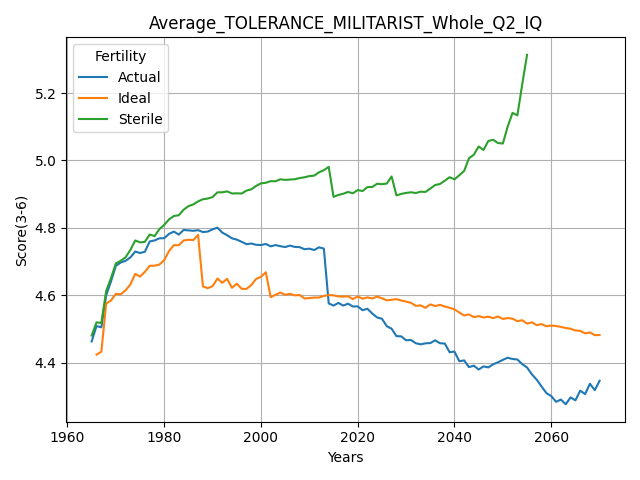 Average_TOLERANCE_MILITARIST_Whole_Q2_IQ
Fertility
Actual
Ideal
Sterile
Score(3-6)
5.2
5.0
4.8
4.6
4.4
1960 1980 2000 2020 2040 2060
Years